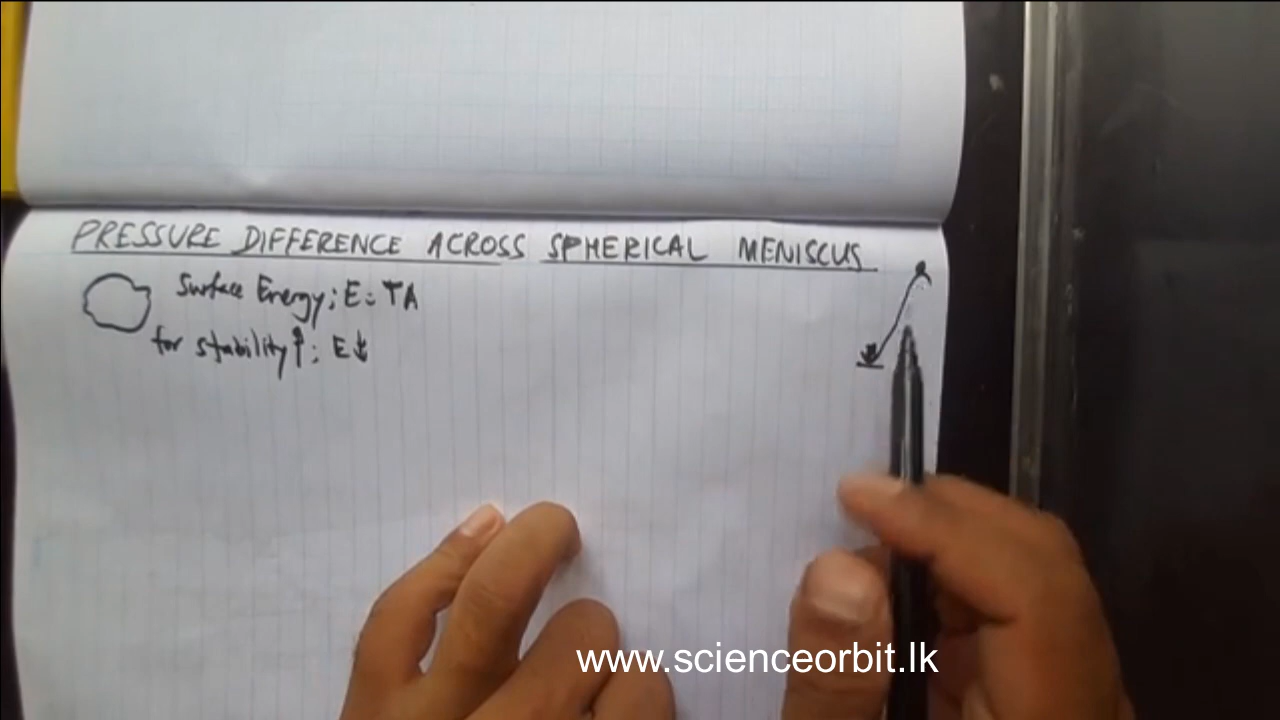 PRESSURE DIFFERENCE ACROSS SPHERICAL MENISCUS
Surface Energy; E = TA
for stability↑; E↓
www.scienceorbit.lk